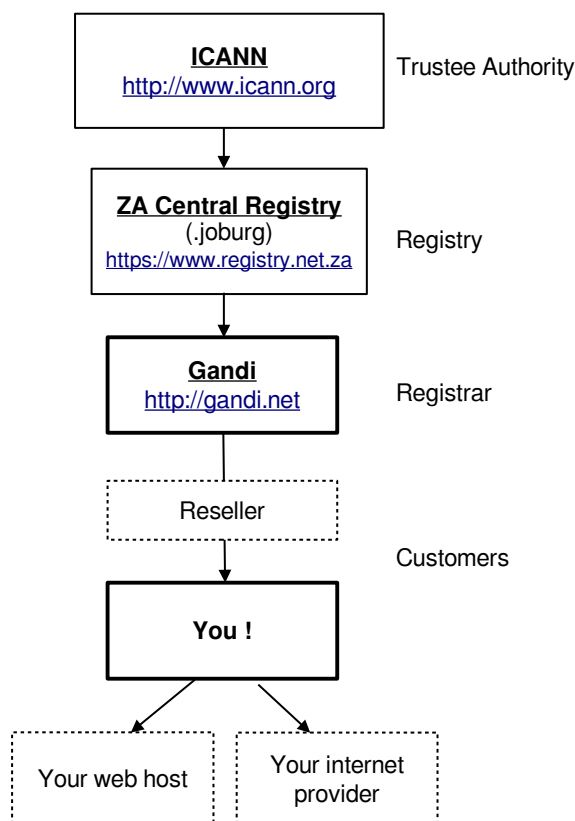 ICANN
http://www.icann.org
Trustee Authority
ZA Central Registry
(.joburg)
https://www.registry.net.za
Registry
Gandi
http://gandi.net
Registrar
Reseller
Customers
You !
Your web host
Your internet
provider